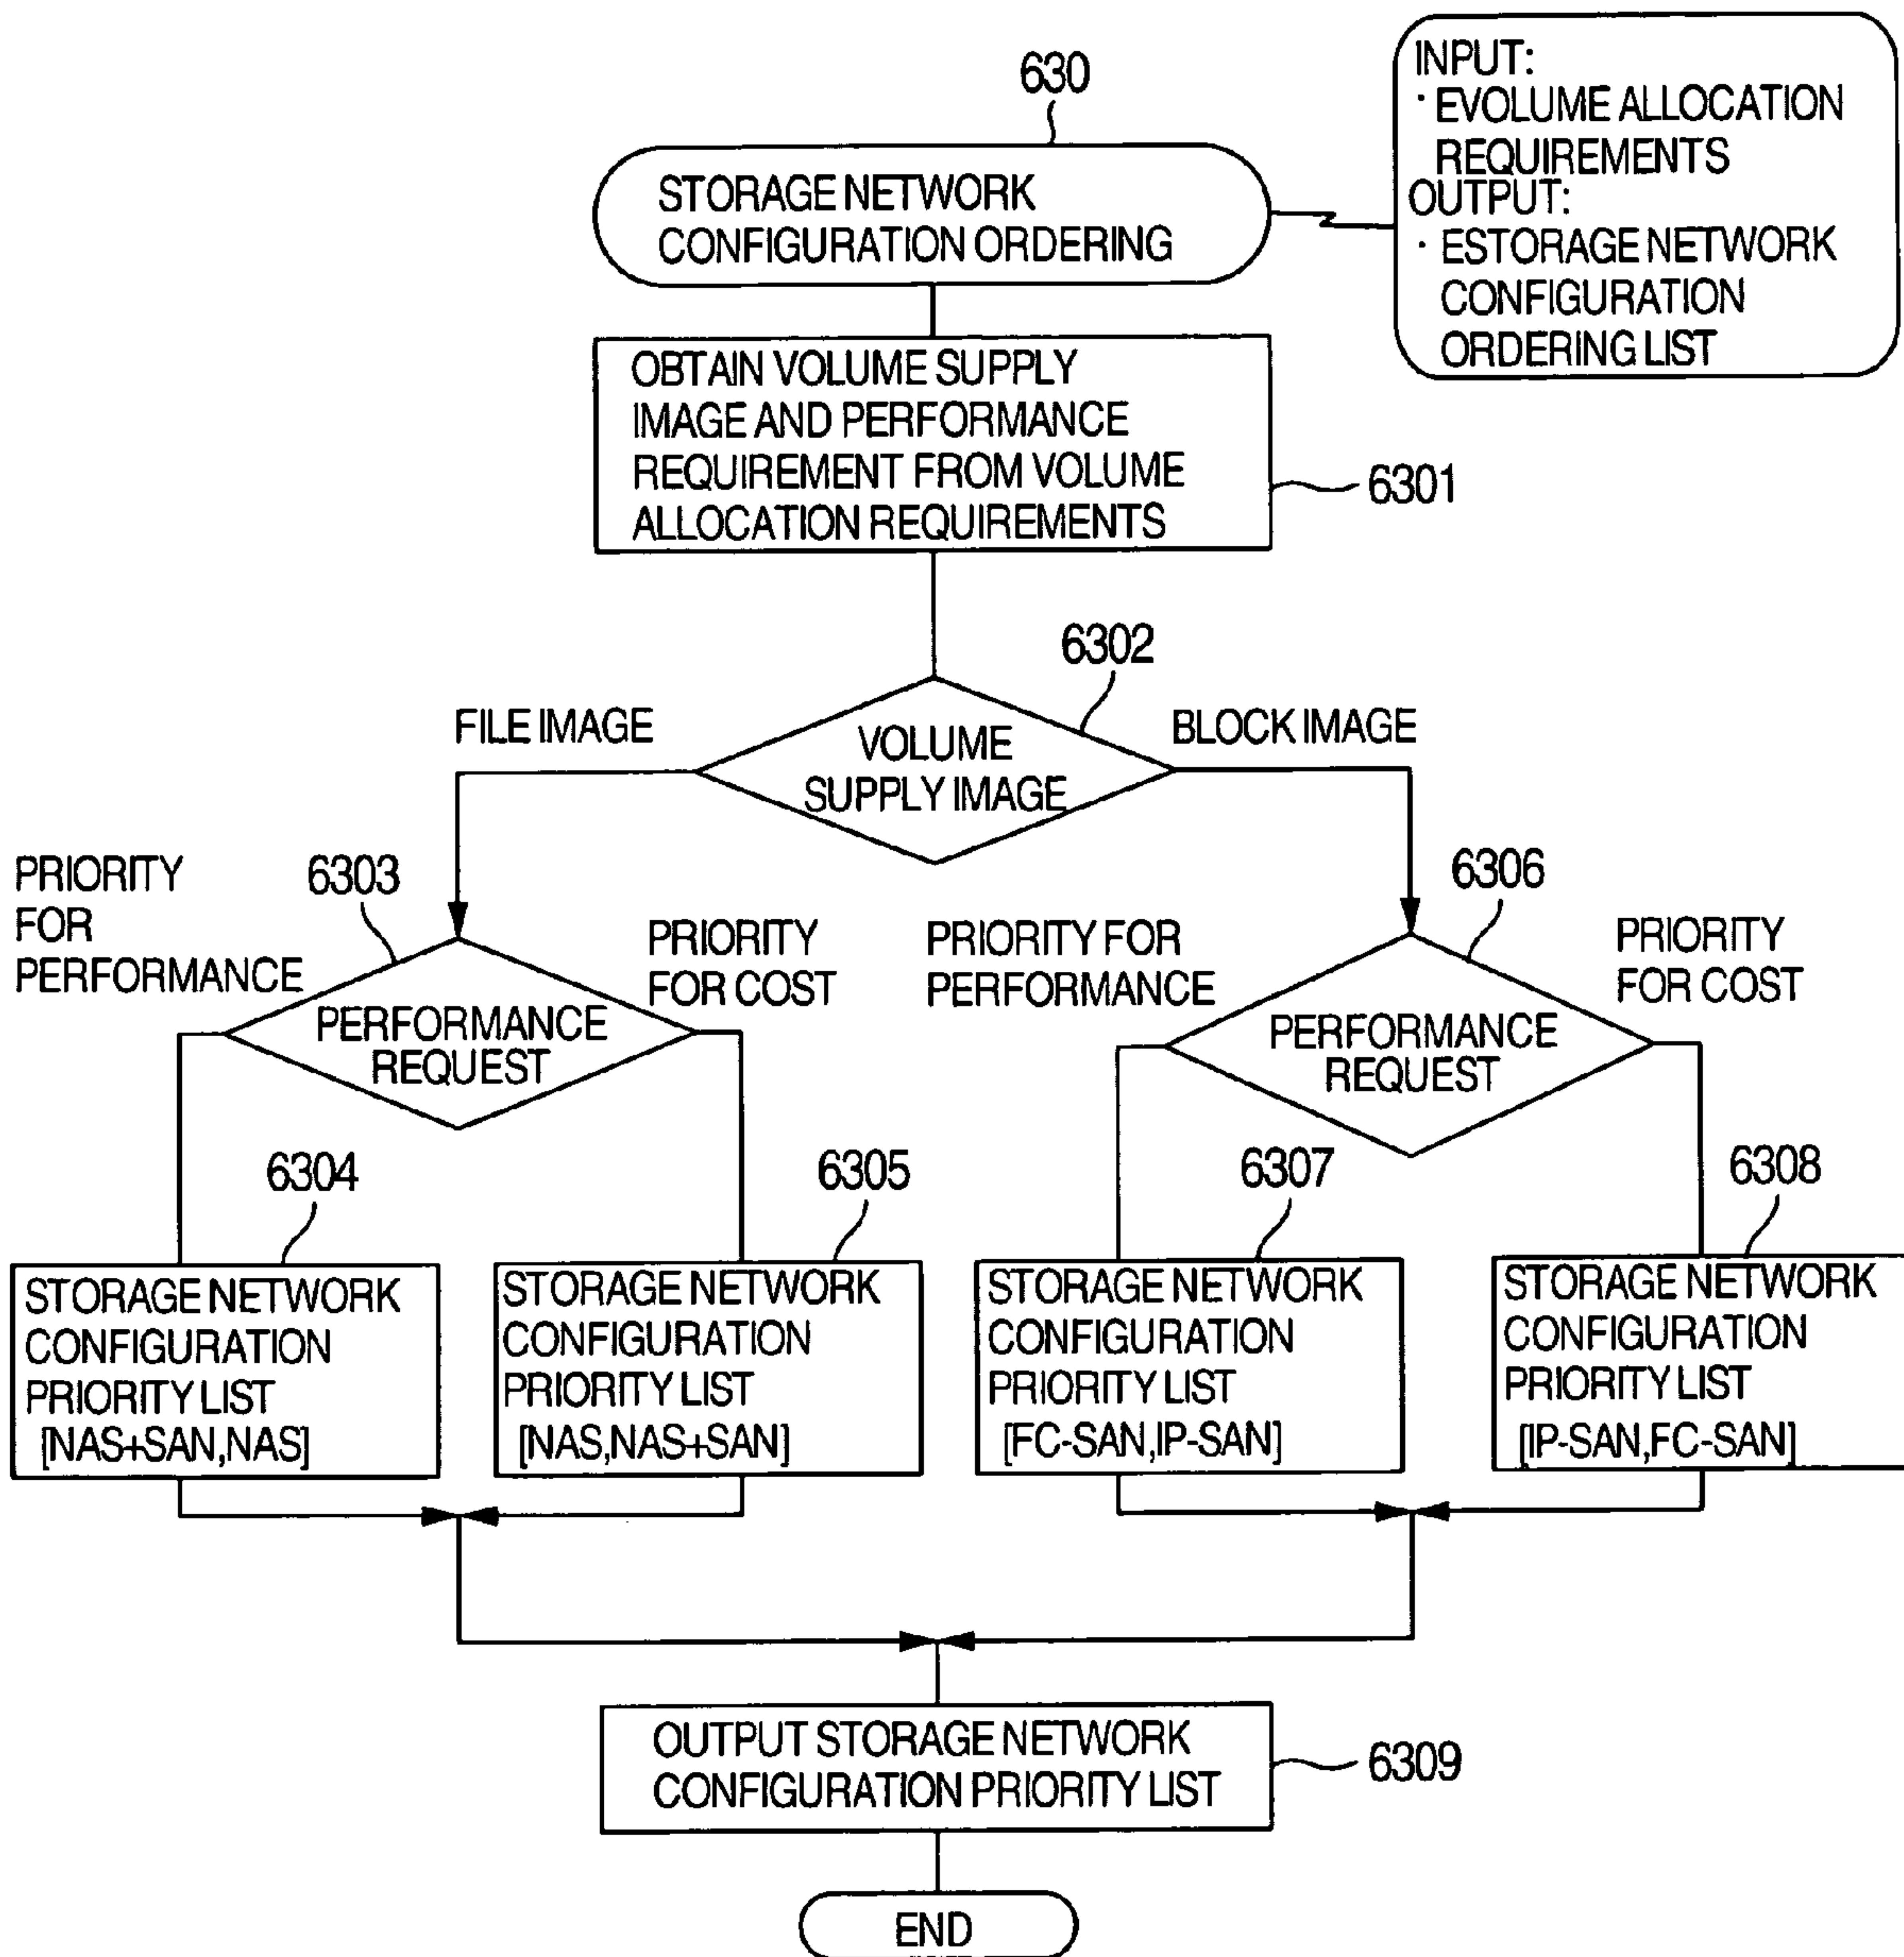 630
STORAGE NETWORK
CONFIGURATION ORDERING
INPUT:
· EVOLUME ALLOCATION
REQUIREMENTS
OUTPUT:
· ESTORAGE NETWORK
CONFIGURATION
ORDERING LIST
OBTAIN VOLUME SUPPLY
IMAGE AND PERFORMANCE
REQUIREMENT FROM VOLUME
ALLOCATION REQUIREMENTS
6301
6302
FILE IMAGE
VOLUME
SUPPLY IMAGE
BLOCK IMAGE
PRIORITY
FOR
PERFORMANCE
6303
PERFORMANCE
REQUEST
PRIORITY
FOR COST
PRIORITY FOR
PERFORMANCE
6306
PERFORMANCE
REQUEST
PRIORITY
FOR COST
6304
STORAGE NETWORK
CONFIGURATION
PRIORITY LIST
[NAS+SAN,NAS]
6305
STORAGE NETWORK
CONFIGURATION
PRIORITY LIST
[NAS,NAS+SAN]
6307
STORAGE NETWORK
CONFIGURATION
PRIORITY LIST
[FC-SAN,IP-SAN]
6308
STORAGE NETWORK
CONFIGURATION
PRIORITY LIST
[IP-SAN,FC-SAN]
OUTPUT STORAGE NETWORK
CONFIGURATION PRIORITY LIST
6309
END